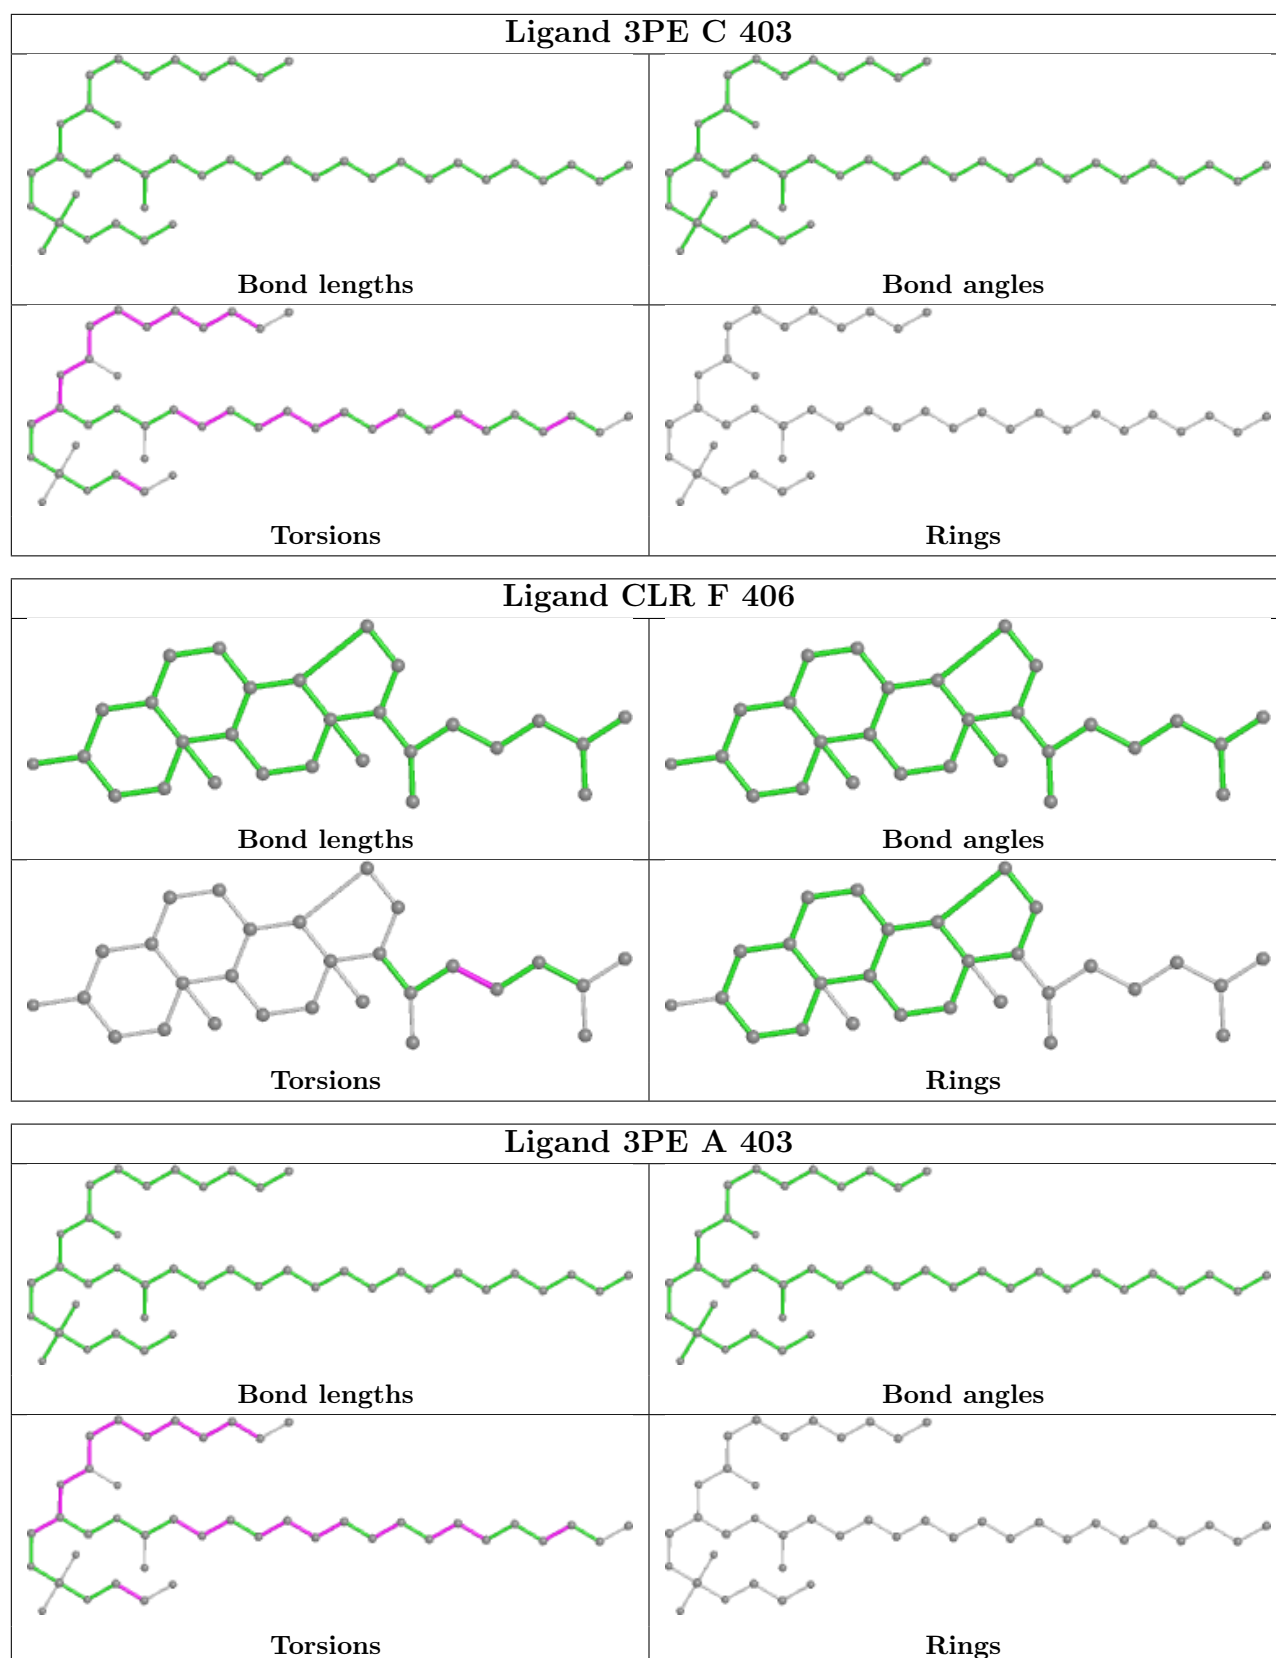 Ligand 3PE C 403
Bond lengths
Bond angles
Torsions
Rings
Ligand CLR F 406
Bond lengths
Bond angles
Torsions
Rings
Ligand 3PE A 403
Bond lengths
Bond angles
Torsions
Rings